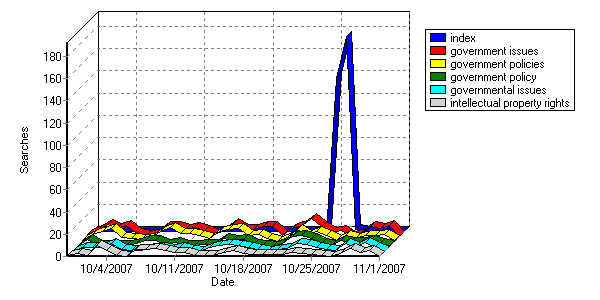 180
160
140
120
100
80
60
40
20
0
Searches
10/4/2007 10/11/2007 10/18/2007 10/25/2007 11/1/2007
Date
index
government issues
government policies
government policy
governmental issues
intellectual property rights